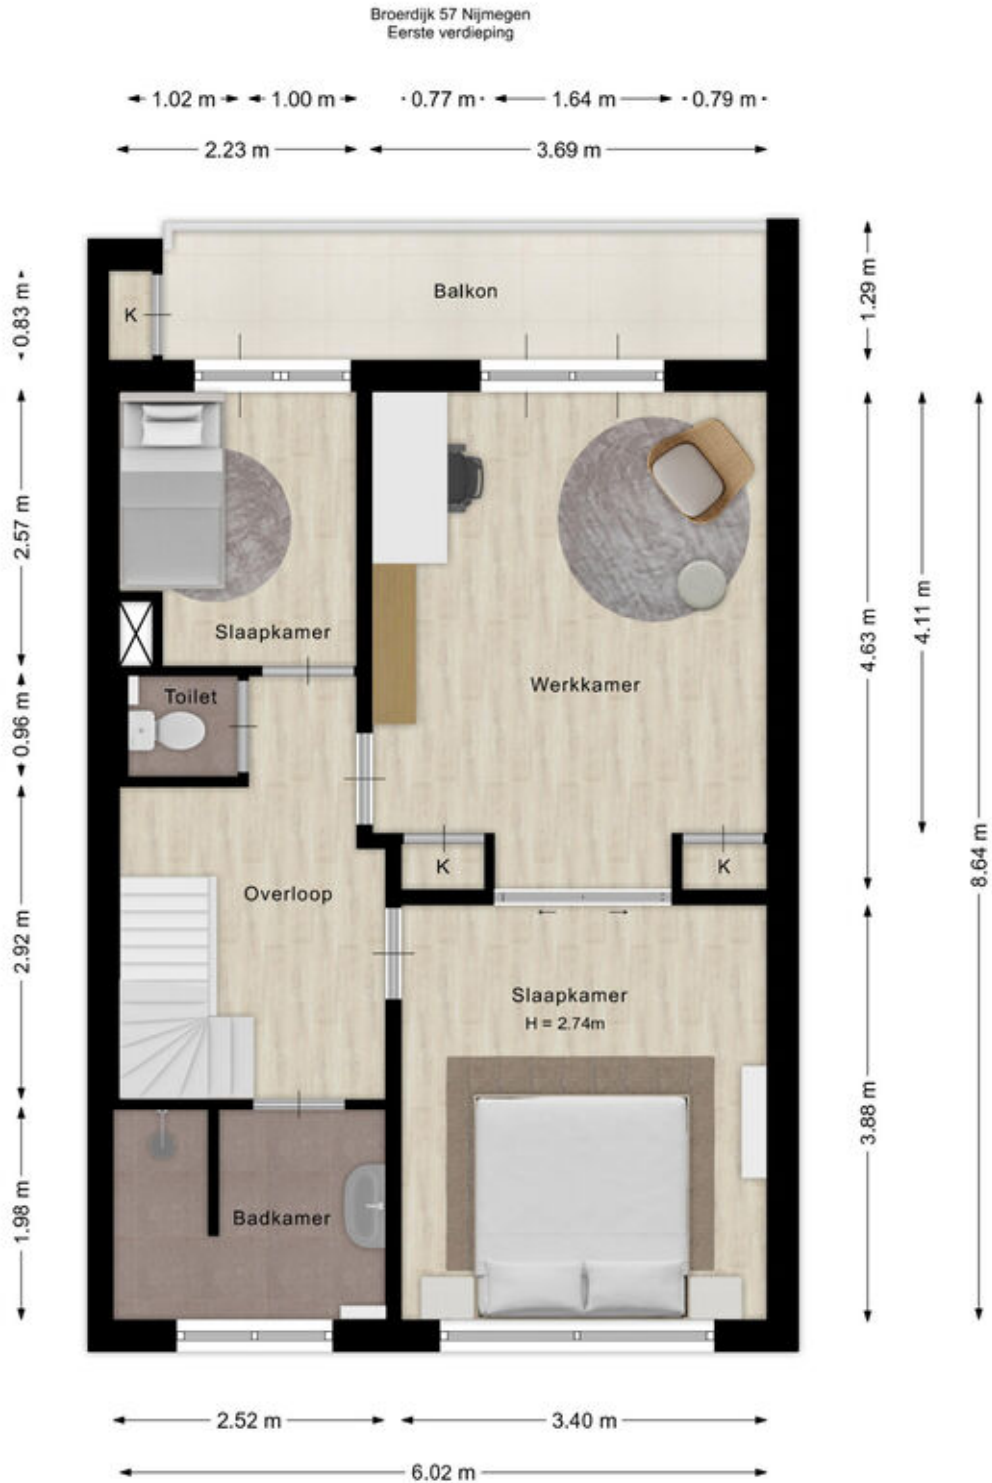 Broerdijk 57 Nijmegen
Eerste verdieping
1.02 m
1.00 m
0.77 m
1.64 m
0.79 m
2.23 m
3.69 m
Balkon
K
0.83 m
1.29 m
2.57 m
Slaapkamer
Toilet
0.96 m
Werkkamer
4.63 m
4.11 m
8.64 m
K
K
Overloop
2.92 m
Slaapkamer
H = 2.74m
3.88 m
Badkamer
1.98 m
2.52 m
3.40 m
6.02 m